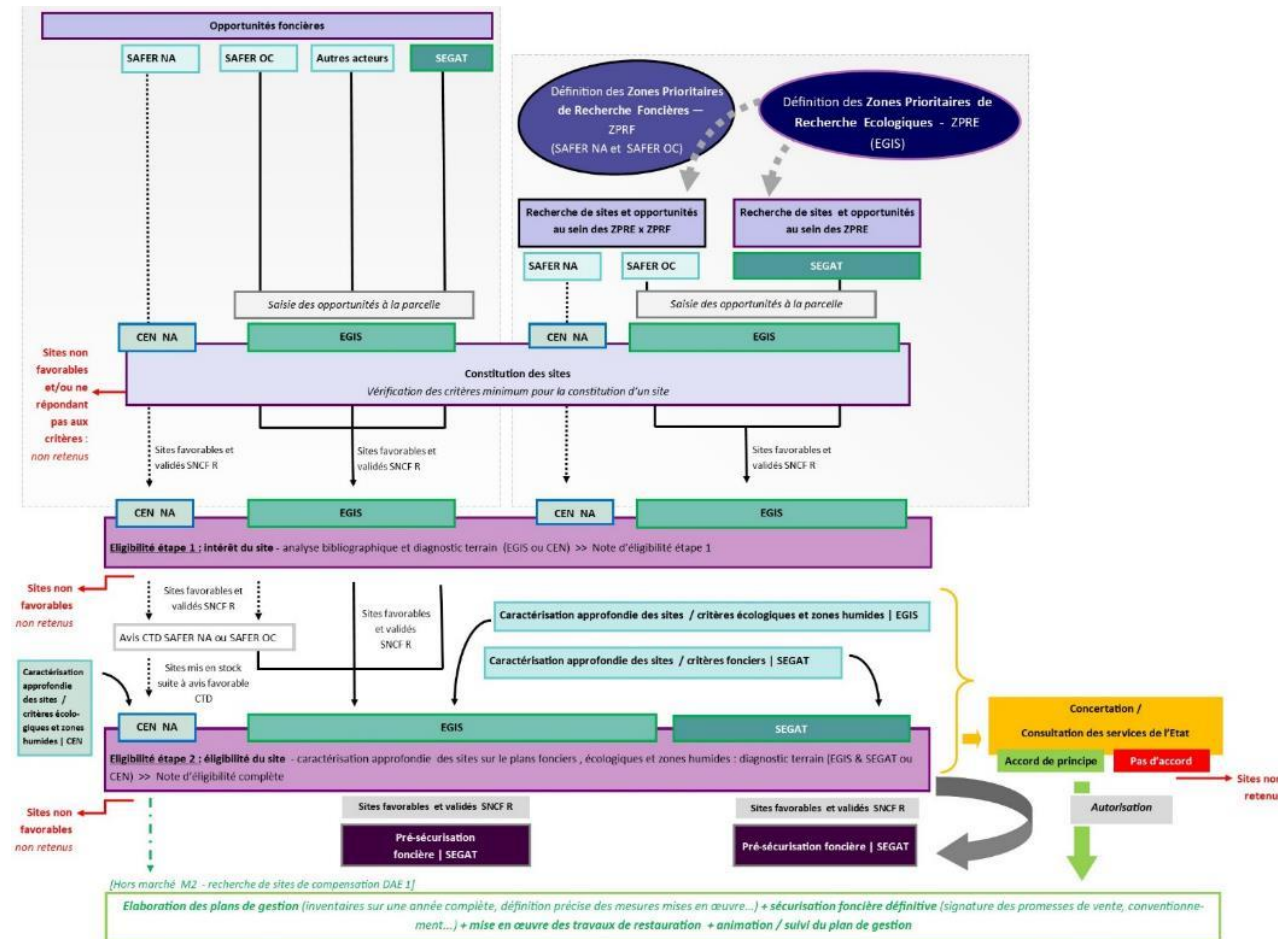 Opportunités foncières
SAFER NA
SAFER OC
Autres acteurs
SEGAT
Définition des Zones Prioritaires
de Recherche Foncières —
ZPRF
(SAFER NA et SAFER OC)
Définition des Zones Prioritaires de
Recherche Ecologiques - ZPRE
(EGIS)
Recherche de sites et opportunités
au sein des ZPRE x ZPRF
Recherche de sites et opportunités
au sein des ZPRE
SAFER NA
SAFER OC
SEGAT
Saisie des opportunités à la parcelle
Saisie des opportunités à la parcelle
CEN NA
EGIS
CEN NA
EGIS
Constitution des sites
Vérification des critères minimum pour la constitution d'un site
Sites non
favorables
et/ou ne
répondant
pas aux
critères :
non retenus
Sites favorables et
validés SNCF R
Sites favorables et
validés SNCF R
Sites favorables et
validés SNCF R
CEN NA
EGIS
CEN NA
EGIS
Eligibilité étape 1 : intérêt du site - analyse bibliographique et diagnostic terrain (EGIS ou CEN) >> Note d'éligibilité étape 1
Sites non
favorables
non retenus
Sites favorables et
validés SNCF R
Sites favorables
et validés
SNCF R
Avis CTD SAFER NA ou SAFER OC
Sites mis en stock
suite à avis favorable
CTD
Caractérisation approfondie des sites / critères écologiques et zones humides | EGIS
Caractérisation approfondie des sites / critères fonciers | SEGAT
Caractérisation
approfondie
des sites /
critères écolo-
giques et zones
humides | CEN
CEN NA
EGIS
SEGAT
Eligibilité étape 2 : éligibilité du site - caractérisation approfondie des sites sur le plans fonciers , écologiques et zones humides : diagnostic terrain (EGIS & SEGAT ou
CEN) >> Note d'éligibilité complète
Concertation /
Consultation des services de l'Etat
Accord de principe
Pas d'accord
Sites non
retenus
Autorisation
Sites non
favorables
non retenus
Sites favorables et validés SNCF R
Pré-sécurisation
foncière | SEGAT
Sites favorables et validés SNCF R
Pré-sécurisation foncière | SEGAT
[Hors marché M2 - recherche de sites de compensation DAE 1]
Elaboration des plans de gestion (inventaires sur une année complète, définition précise des mesures mises en œuvre...) + sécurisation foncière définitive (signature des promesses de vente, conventionne-
ment...) + mise en œuvre des travaux de restauration + animation / suivi du plan de gestion